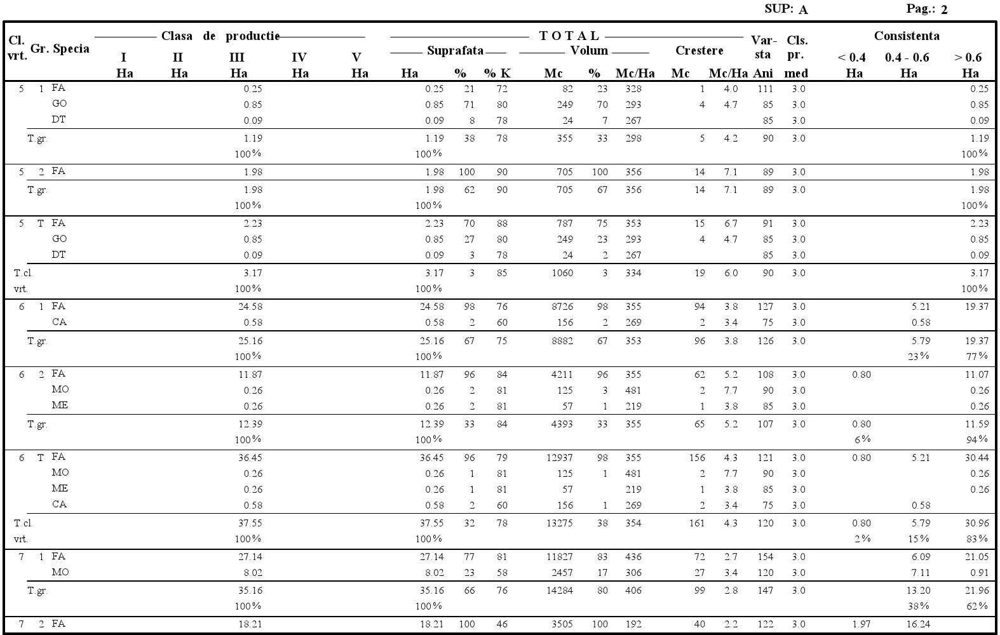 SUP: A Pag.: 2
Clasa de productie T O T A L
Cl. vrt. Gr. Specia Suprafata Volum Crestere Var-sta Cls. pr. Consistenta
I II III IV V < 0.4 0.4 - 0.6 > 0.6
Ha Ha Ha Ha Ha Ha % % K Mc % Mc/Ha Mc Mc/Ha Ani med Ha Ha Ha
5 1 FA 0.25 0.25 21 72 82 23 328 1 4.0 111 3.0 0.25
GO 0.85 0.85 71 80 249 70 293 4 4.7 85 3.0 0.85
DT 0.09 0.09 8 78 24 7 267 85 3.0 0.09
T.gr. 1.19 1.19 38 78 355 33 298 5 4.2 90 3.0 1.19
100% 100% 100%
5 2 FA 1.98 1.98 100 90 705 100 356 14 7.1 89 3.0 1.98
T.gr. 1.98 1.98 62 90 705 67 356 14 7.1 89 3.0 1.98
100% 100% 100%
5 T FA 2.23 2.23 70 88 787 75 353 15 6.7 91 3.0 2.23
GO 0.85 0.85 27 80 249 23 293 4 4.7 85 3.0 0.85
DT 0.09 0.09 3 78 24 2 267 85 3.0 0.09
T.cl. 3.17 3.17 3 85 1060 3 334 19 6.0 90 3.0 3.17
vrt. 100% 100% 100%
6 1 FA 24.58 24.58 98 76 8726 98 355 94 3.8 127 3.0 5.21 19.37
CA 0.58 0.58 2 60 156 2 269 2 3.4 75 3.0 0.58
T.gr. 25.16 25.16 67 75 8882 67 353 96 3.8 126 3.0 5.79 19.37
100% 100% 23% 77%
6 2 FA 11.87 11.87 96 84 4211 96 355 62 5.2 108 3.0 0.80 11.07
MO 0.26 0.26 2 81 125 3 481 2 7.7 90 3.0 0.26
ME 0.26 0.26 2 81 57 1 219 1 3.8 85 3.0 0.26
T.gr. 12.39 12.39 33 84 4393 33 355 65 5.2 107 3.0 0.80 11.59
100% 100% 6% 94%
6 T FA 36.45 36.45 96 79 12937 98 355 156 4.3 121 3.0 0.80 5.21 30.44
MO 0.26 0.26 1 81 125 1 481 2 7.7 90 3.0 0.26
ME 0.26 0.26 1 81 57 219 1 3.8 85 3.0 0.26
CA 0.58 0.58 2 60 156 1 269 2 3.4 75 3.0 0.58
T.cl. 37.55 37.55 32 78 13275 38 354 161 4.3 120 3.0 0.80 5.79 30.96
vrt. 100% 100% 2% 15% 83%
7 1 FA 27.14 27.14 77 81 11827 83 436 72 2.7 154 3.0 6.09 21.05
MO 8.02 8.02 23 58 2457 17 306 27 3.4 120 3.0 7.11 0.91
T.gr. 35.16 35.16 66 76 14284 80 406 99 2.8 147 3.0 13.20 21.96
100% 100% 38% 62%
7 2 FA 18.21 18.21 100 46 3505 100 192 40 2.2 122 3.0 1.97 16.24